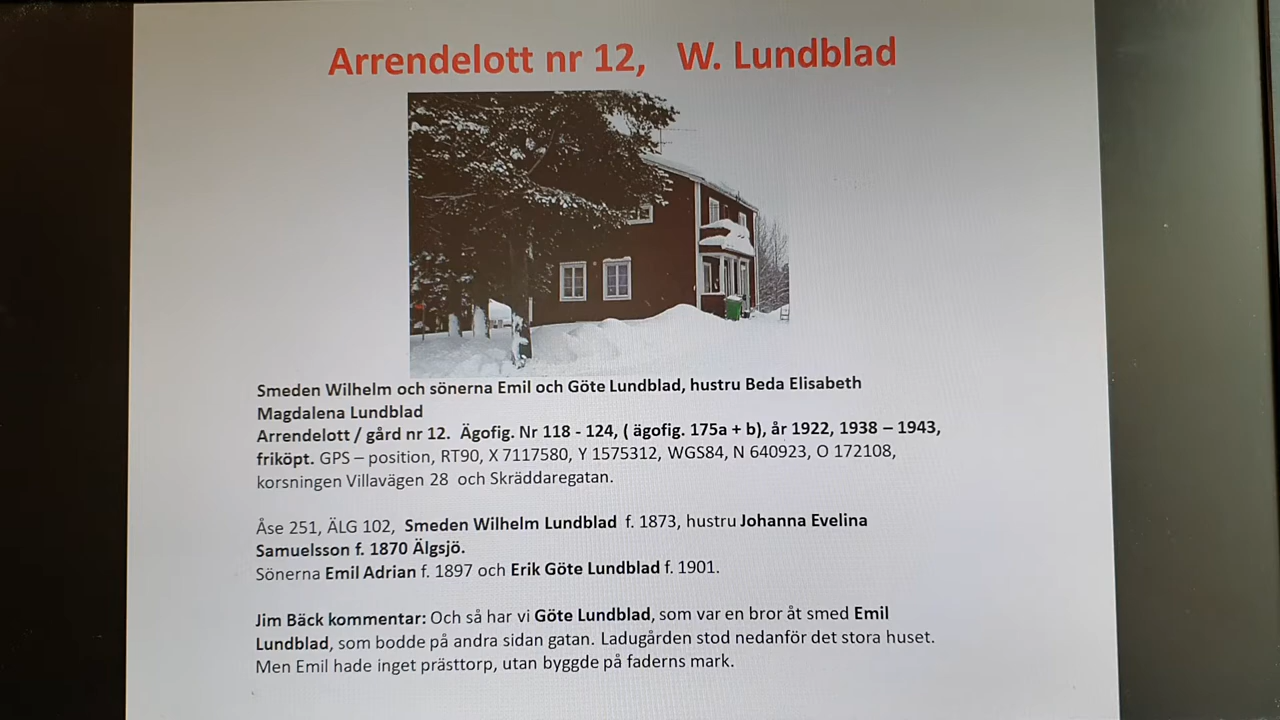 Arrendelott nr 12, W. Lundblad
Smeden Wilhelm och sönerna Emil och Göte Lundblad, hustru Beda Elisabeth
Magdalena Lundblad
Arrendelott / gård nr 12. Ägofig. Nr 118 - 124, ( ägofig. 175a + b), år 1922, 1938 – 1943,
friköpt. GPS – position, RT90, X 7117580, Y 1575312, WGS84, N 640923, O 172108,
korsningen Villavägen 28 och Skräddaregatan.
Åse 251, ÄLG 102, Smeden Wilhelm Lundblad f. 1873, hustru Johanna Evelina
Samuelsson f. 1870 Älgsjö.
Sönerna Emil Adrian f. 1897 och Erik Göte Lundblad f. 1901.
Jim Bäck kommentar: Och så har vi Göte Lundblad, som var en bror åt smed Emil
Lundblad, som bodde på andra sidan gatan. Ladugården stod nedanför det stora huset.
Men Emil hade inget prästtorp, utan byggde på faderns mark.